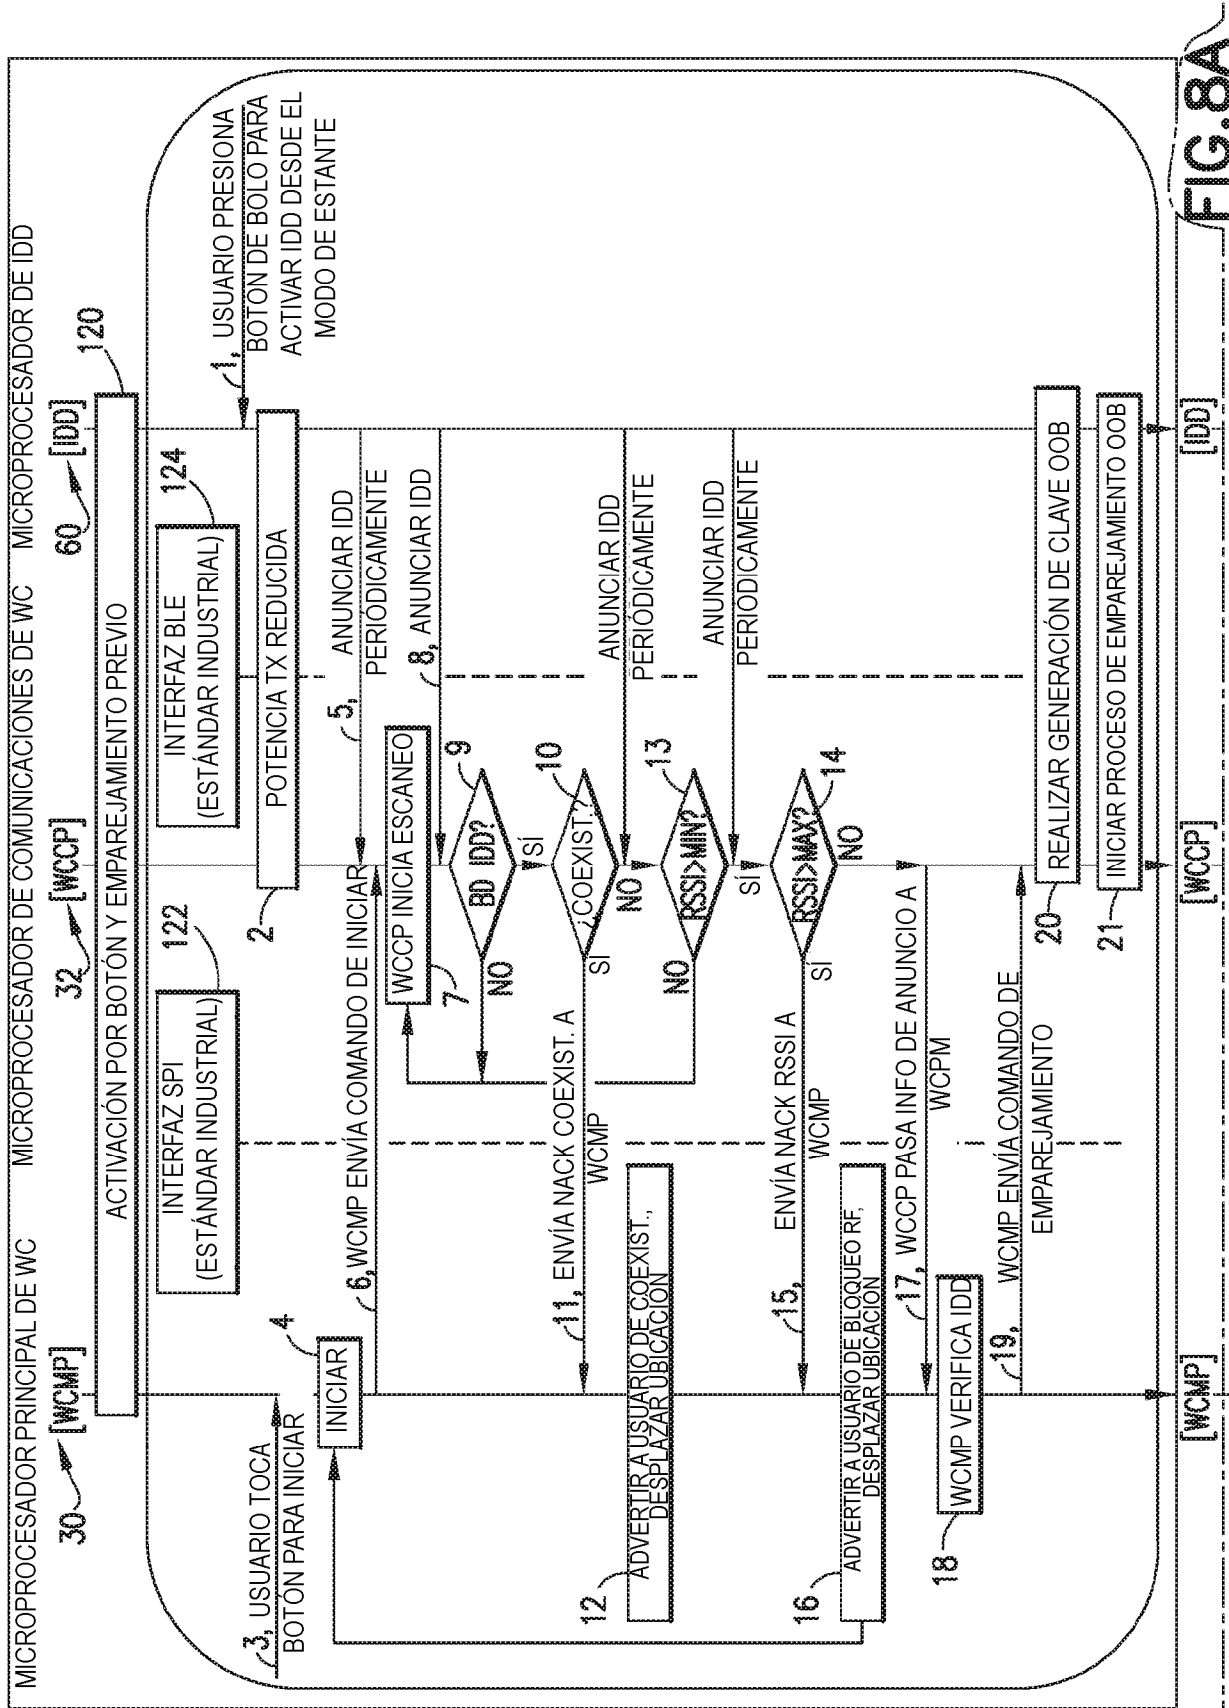 MICROPROCESADOR PRINCIPAL DE WC
MICROPROCESADOR DE COMUNICACIONES DE WC
MICROPROCESADOR DE IDD
30
[WCMP]
32
[WCCP]
60
[IDD]
ACTIVACIÓN POR BOTÓN Y EMPAREJAMIENTO PREVIO
120
INTERFAZ SPI
(ESTÁNDAR INDUSTRIAL)
122
INTERFAZ BLE
(ESTÁNDAR INDUSTRIAL)
124
1, USUARIO PRESIONA
BOTON DE BOLO PARA
ACTIVAR IDD DESDE EL
MODO DE ESTANTE
2
POTENCIA TX REDUCIDA
3, USUARIO TOCA
BOTÓN PARA INICIAR
4
INICIAR
5,
ANUNCIAR IDD
PERIÓDICAMENTE
6, WCMP ENVÍA COMANDO DE INICIAR
7
WCCP INICIA ESCANEO
8, ANUNCIAR IDD
9
BD IDD?
NO
SÍ
10
¿COEXIST.?
SÍ
NO
ANUNCIAR IDD
PERIÓDICAMENTE
11, ENVÍA NACK COEXIST. A
WCMP
12
ADVERTIR A USUARIO DE COEXIST.,
DESPLAZAR UBICACIÓN
13
RSSI>MIN?
NO
SÍ
ANUNCIAR IDD
PERIÓDICAMENTE
14
RSSI>MAX?
SÍ
NO
15,
ENVÍA NACK RSSI A
WCMP
16
ADVERTIR A USUARIO DE BLOQUEO RF,
DESPLAZAR UBICACIÓN
17, WCCP PASA INFO DE ANUNCIO A
WCPM
18
WCMP VERIFICA IDD
19,
WCMP ENVÍA COMANDO DE
EMPAREJAMIENTO
20
REALIZAR GENERACIÓN DE CLAVE OOB
21
INICIAR PROCESO DE EMPAREJAMIENTO OOB
[WCMP]
[WCCP]
[IDD]
FIG.8A